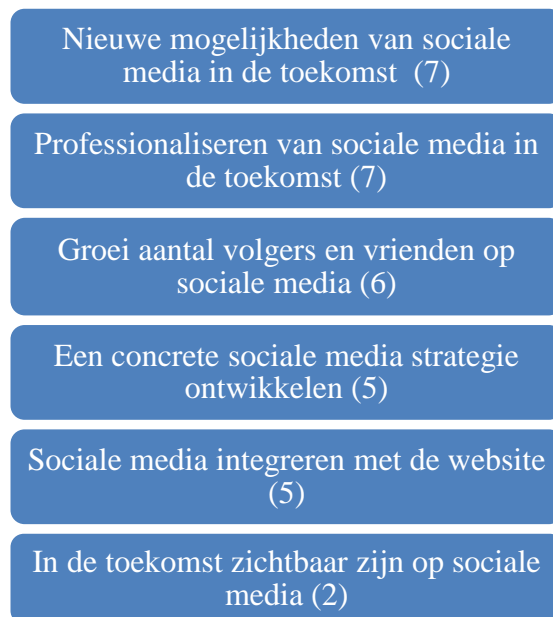 Nieuwe mogelijkheden van sociale
media in de toekomst (7)
Professionaliseren van sociale media in
de toekomst (7)
Groei aantal volgers en vrienden op
sociale media (6)
Een concrete sociale media strategie
ontwikkelen (5)
Sociale media integreren met de website
(5)
In de toekomst zichtbaar zijn op sociale
media (2)